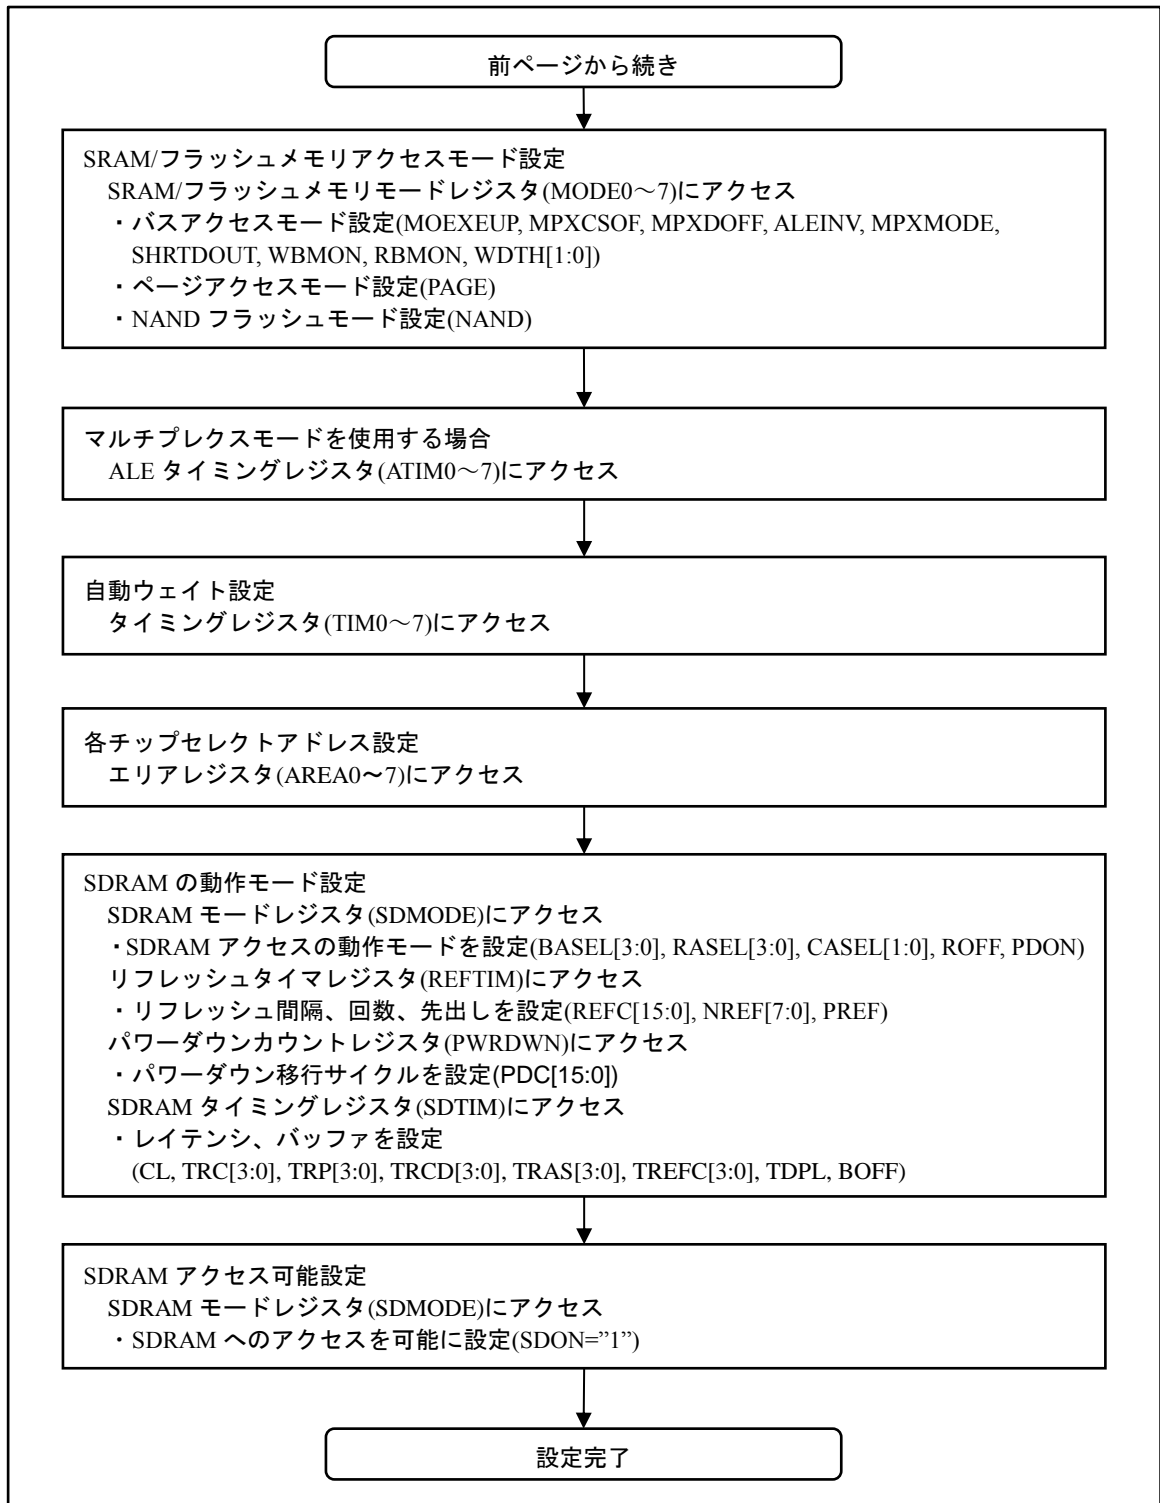 前ページから続き
SRAM/フラッシュメモリアクセスモード設定
SRAM/フラッシュメモリモードレジスタ(MODE0～7)にアクセス
・バスアクセスモード設定(MOEXEUP, MPXCSOF, MPXDOFF, ALEINV, MPXMODE,
SHRTDOUT, WBMON, RBMON, WDTH[1:0])
・ページアクセスモード設定(PAGE)
・NAND フラッシュモード設定(NAND)
マルチプレクスモードを使用する場合
ALE タイミングレジスタ(ATIM0～7)にアクセス
自動ウェイト設定
タイミングレジスタ(TIM0～7)にアクセス
各チップセレクトアドレス設定
エリアレジスタ(AREA0～7)にアクセス
SDRAM の動作モード設定
SDRAM モードレジスタ(SDMODE)にアクセス
・SDRAM アクセスの動作モードを設定(BASEL[3:0], RASEL[3:0], CASEL[1:0], ROFF, PDON)
リフレッシュタイマレジスタ(REFTIM)にアクセス
・リフレッシュ間隔、回数、先出しを設定(REFC[15:0], NREF[7:0], PREF)
パワーダウンカウントレジスタ(PWRDWN)にアクセス
・パワーダウン移行サイクルを設定(PDC[15:0])
SDRAM タイミングレジスタ(SDTIM)にアクセス
・レイテンシ、バッファを設定
(CL, TRC[3:0], TRP[3:0], TRCD[3:0], TRAS[3:0], TREFC[3:0], TDPL, BOFF)
SDRAM アクセス可能設定
SDRAM モードレジスタ(SDMODE)にアクセス
・SDRAM へのアクセスを可能に設定(SDON=”1”)
設定完了